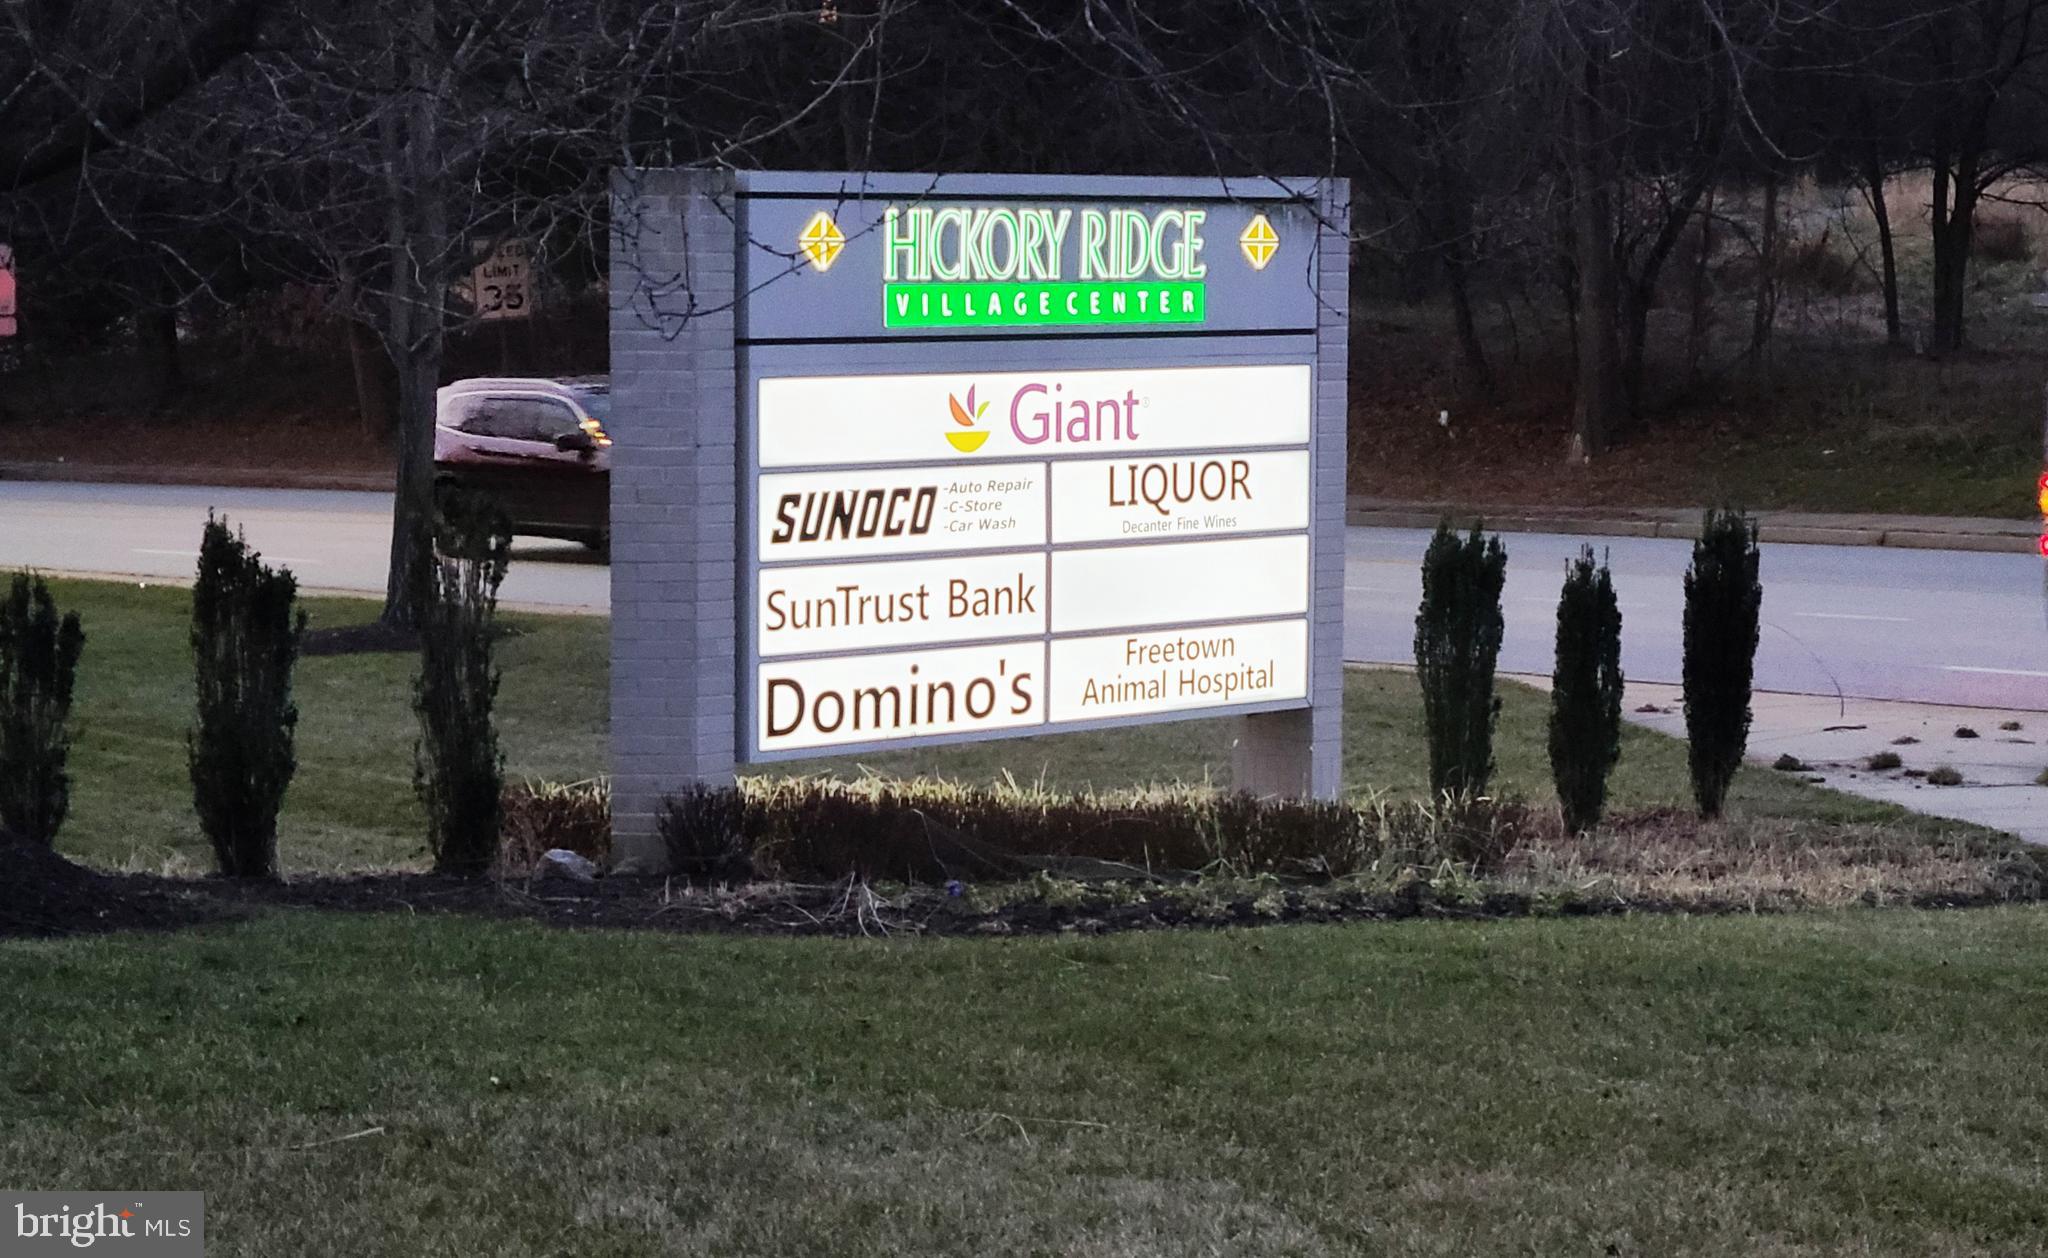 HICKORY RIDGE
VILLAGE CENTER
Giant
SUNOCO
-Auto Repair
-C-Store
-Car Wash
LIQUOR
Decanter Fine Wines
SunTrust Bank
Domino's
Freetown
Animal Hospital
LIMIT
35
bright™ MLS